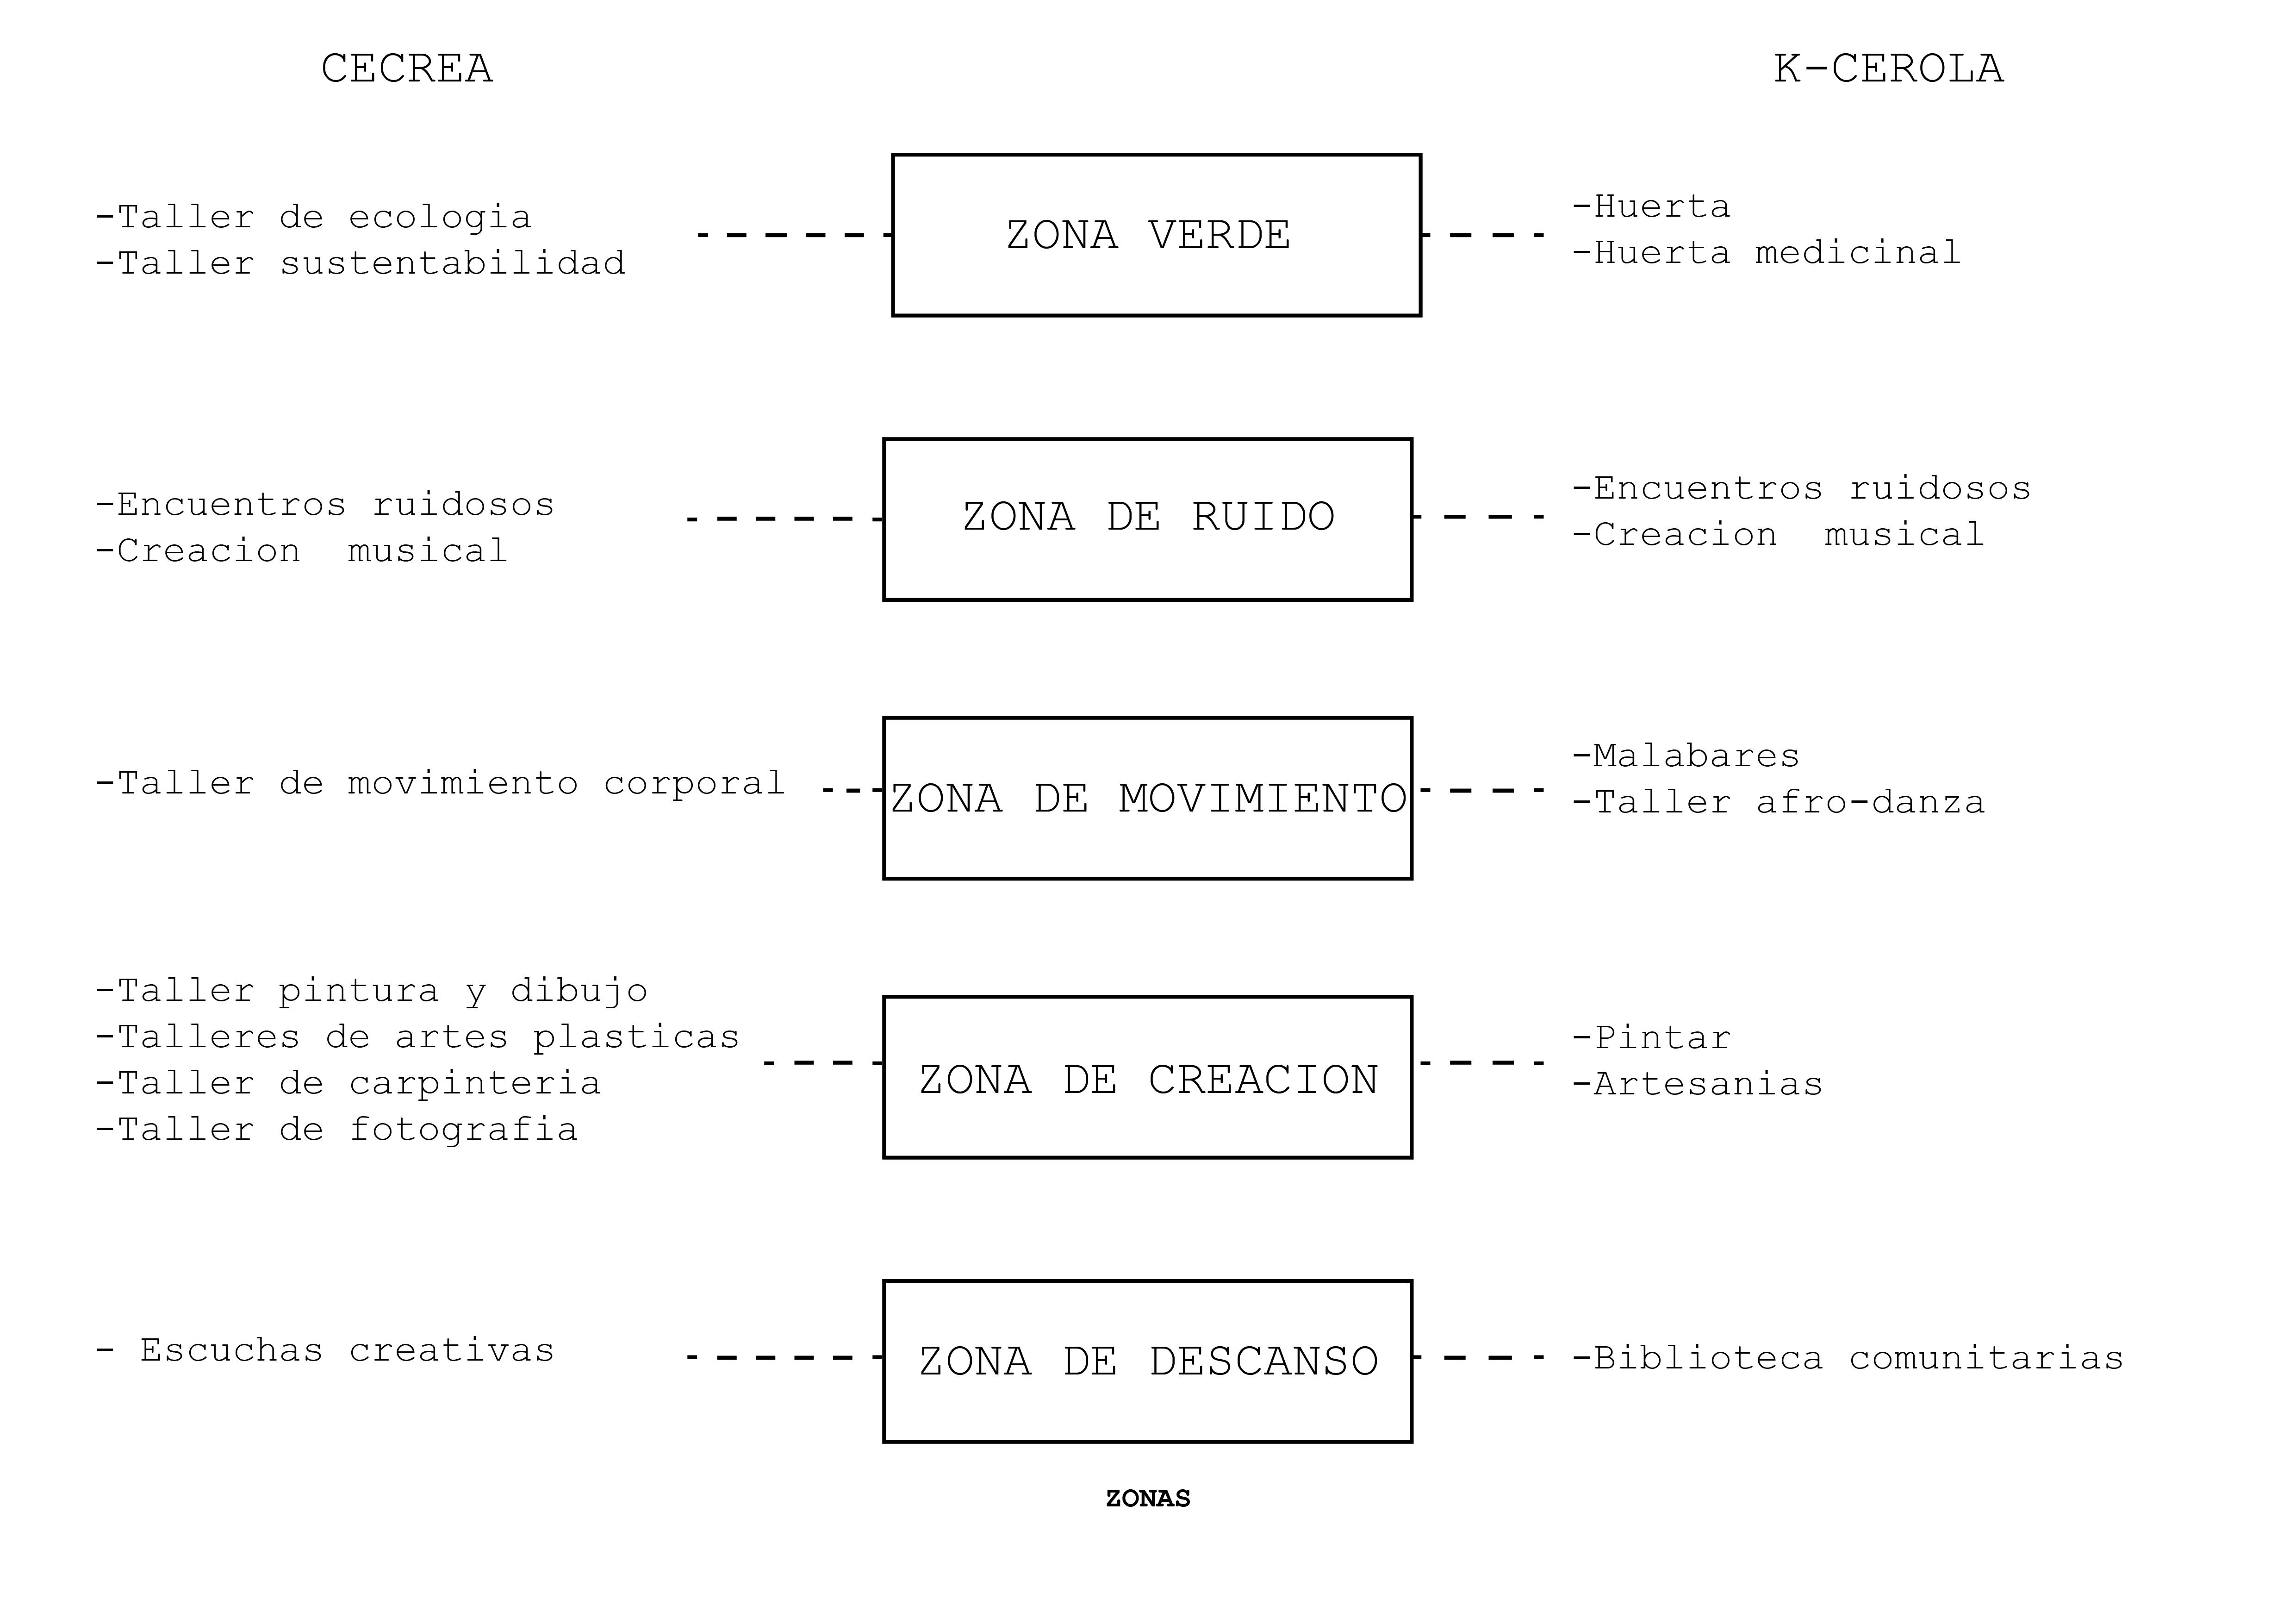 CECREA
K-CEROLA
-Taller de ecologia
-Taller sustentabilidad
ZONA VERDE
-Huerta
-Huerta medicinal
-Encuentros ruidosos
-Creacion  musical
ZONA DE RUIDO
-Encuentros ruidosos
-Creacion  musical
-Taller de movimiento corporal
ZONA DE MOVIMIENTO
-Malabares
-Taller afro-danza
-Taller pintura y dibujo
-Talleres de artes plasticas
-Taller de carpinteria
-Taller de fotografia
ZONA DE CREACION
-Pintar
-Artesanias
- Escuchas creativas
ZONA DE DESCANSO
-Biblioteca comunitarias
ZONAS